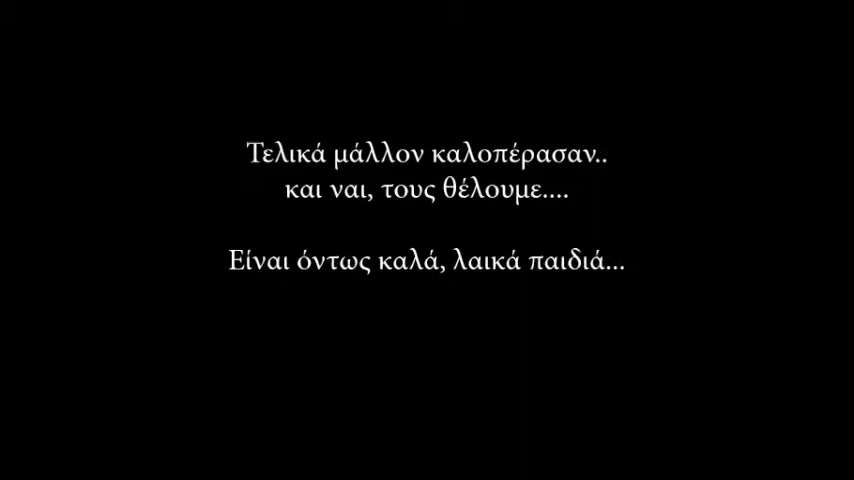 Τελικά μάλλον καλοπέρασαν..
και ναι, τους θέλουμε....
Είναι όντως καλά, λαικά παιδιά...